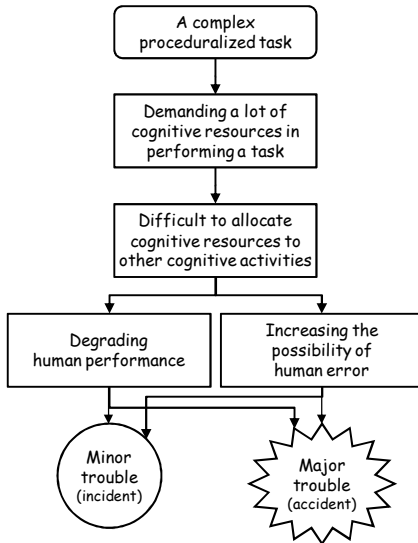 A complex
proceduralized task
Demanding a lot of
cognitive resources in
performing a task
Difficult to allocate
cognitive resources to
other cognitive activities
Degrading
human performance
Increasing the
possibility of
human error
Minor
trouble
(incident)
Major
trouble
(accident)